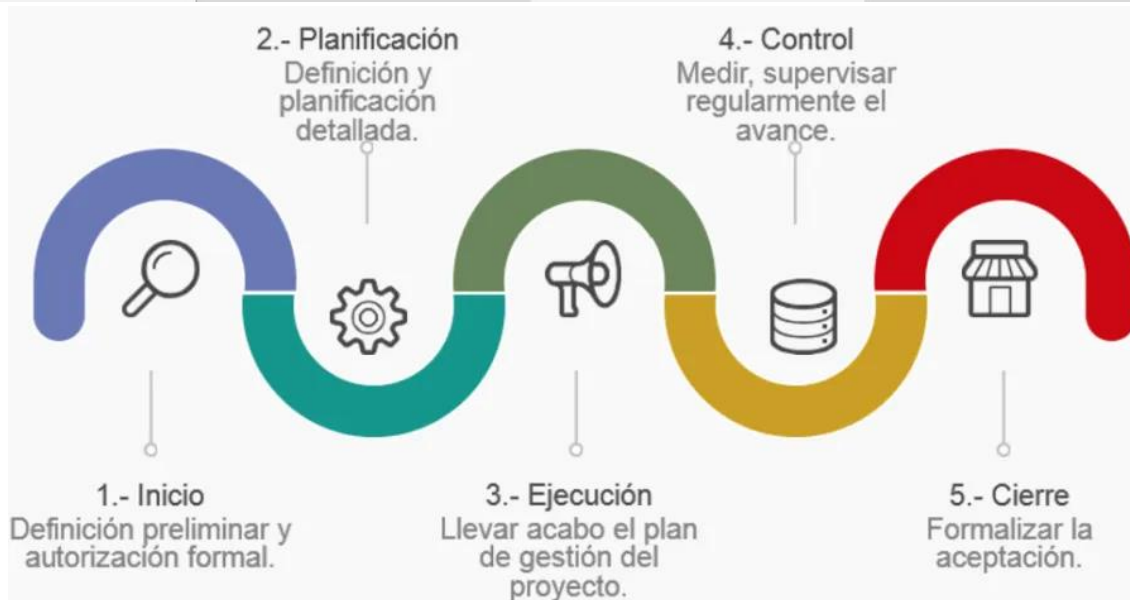 2.- Planificación
Definición y
planificación
detallada.
4.- Control
Medir, supervisar
regularmente el
avance.
1.- Inicio
Definición preliminar y
autorización formal.
3.- Ejecución
Llevar acabo el plan
de gestión del
proyecto.
5.- Cierre
Formalizar la
aceptación.